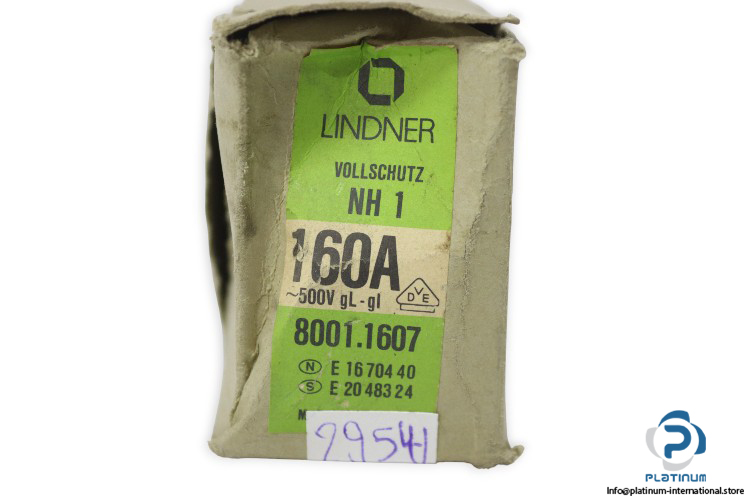 LINDNER
VOLLSCHUTZ
NH 1
160A
~500V gL-gl
DVE
8001.1607
N E 16 704 40
S E 20 483 24
M
29541
PLATINUM
Info@platinum-international.store